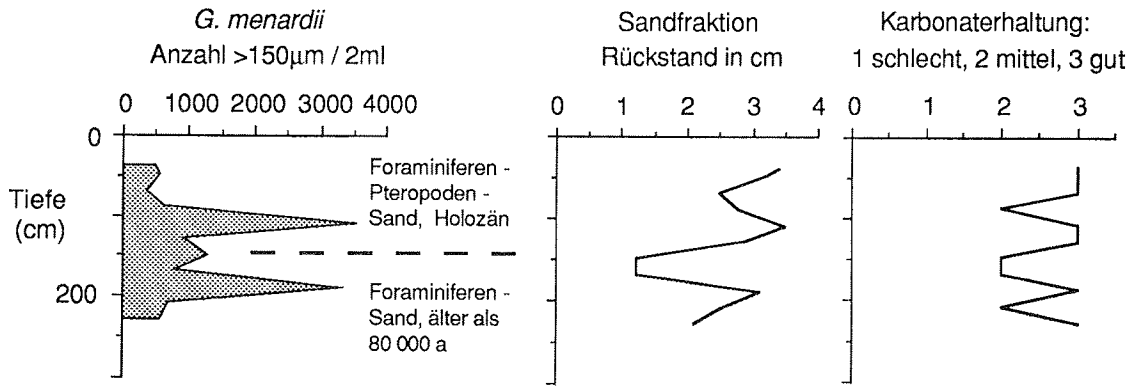 G. menardii
Anzahl >150µm / 2ml
0 1000 2000 3000 4000
0
Tiefe
(cm)
200
Foraminiferen -
Pteropoden -
Sand, Holozän
Foraminiferen -
Sand, älter als
80 000 a
Sandfraktion
Rückstand in cm
0 1 2 3 4
Karbonaterhaltung:
1 schlecht, 2 mittel, 3 gut
0 1 2 3